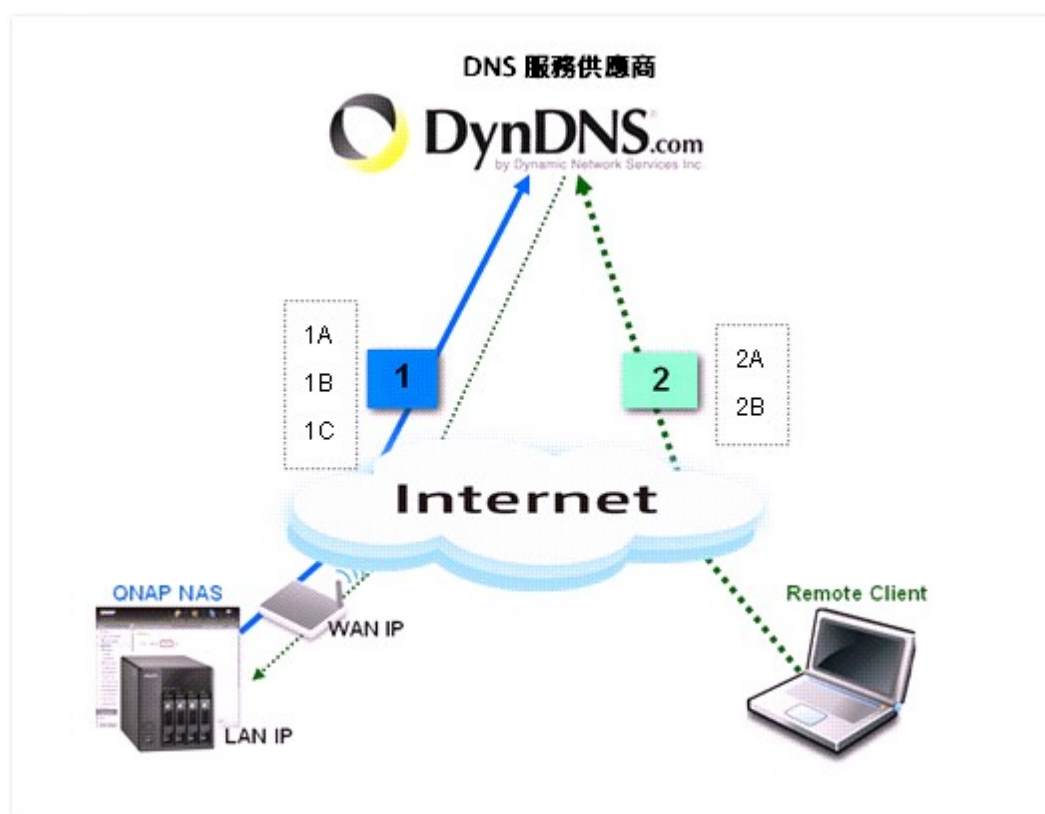 DNS 服務供應商
DynDNS.com
by Dynamic Network Services Inc.
1A
1B
1C
1
2
2A
2B
Internet
QNAP NAS
WAN IP
LAN IP
Remote Client